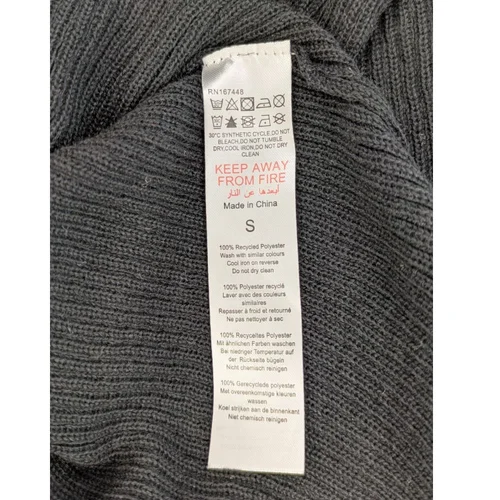 RN167448
30°C SYNTHETIC CYCLE,DO NOT
BLEACH,DO NOT TUMBLE
DRY,COOL IRON,DO NOT DRY
CLEAN
KEEP AWAY
FROM FIRE
أبعدها عن النار
Made in China
S
100% Recycled Polyester
Wash with similar colours
Cool iron on reverse
Do not dry clean
100% Polyester recyclé
Laver avec des couleurs
similaires
Repasser à froid et retourné
Ne pas nettoyer à sec
100% Recyceltes Polyester
Mit ähnlichen Farben waschen
Bei niedriger Temperatur auf
der Rückseite bügeln
Nicht chemisch reinigen
100% Gerecyclede polyester
Met overeenkomstige kleuren
wassen
Koel strijken aan de binnenkant
Niet chemisch reinigen